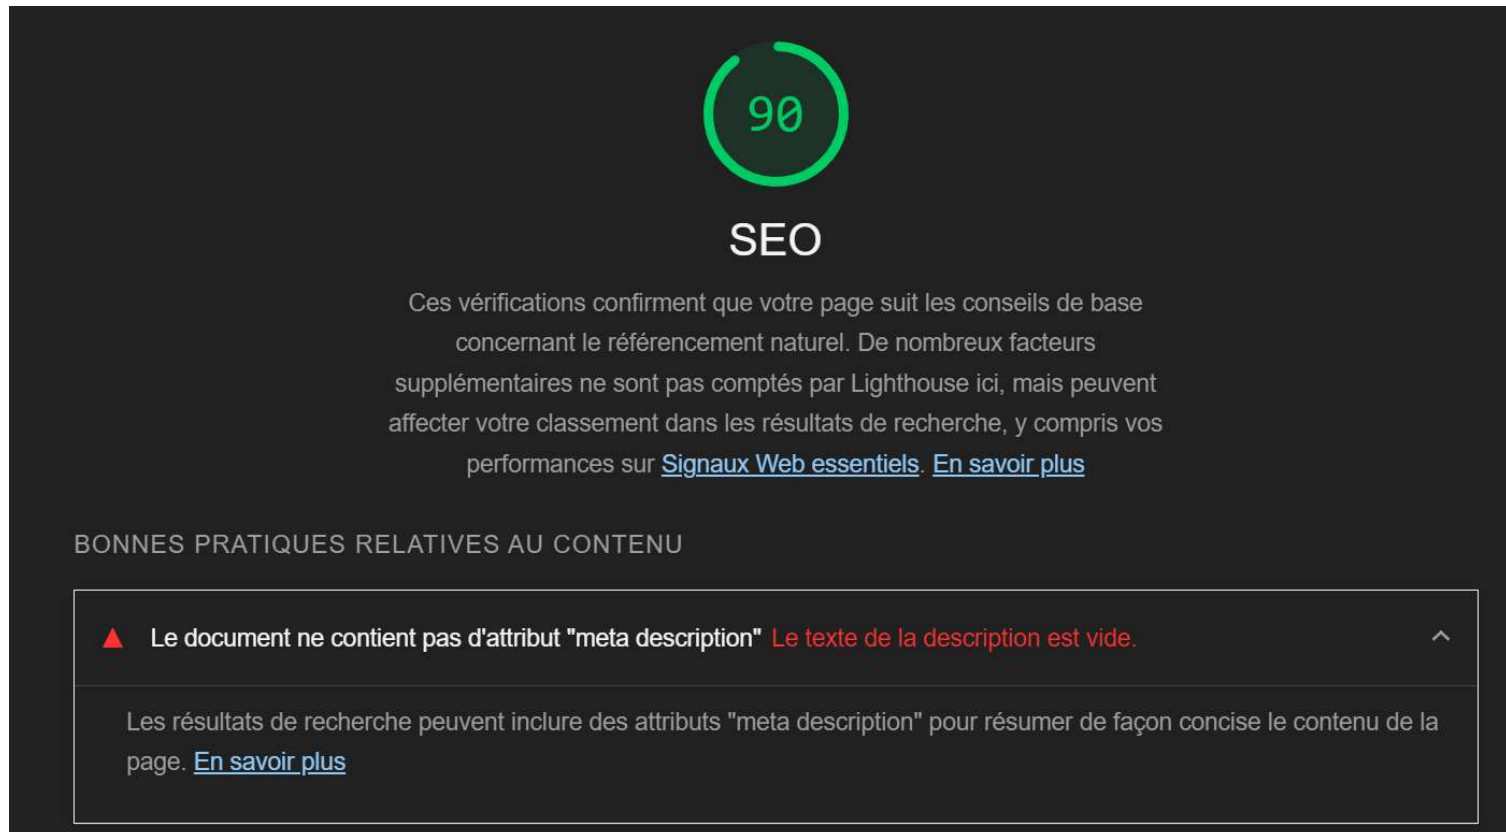 90
SEO
Ces vérifications confirment que votre page suit les conseils de base
concernant le référencement naturel. De nombreux facteurs
supplémentaires ne sont pas comptés par Lighthouse ici, mais peuvent
affecter votre classement dans les résultats de recherche, y compris vos
performances sur Signaux Web essentiels. En savoir plus
BONNES PRATIQUES RELATIVES AU CONTENU
Le document ne contient pas d'attribut "meta description" Le texte de la description est vide.
Les résultats de recherche peuvent inclure des attributs "meta description" pour résumer de façon concise le contenu de la
page. En savoir plus